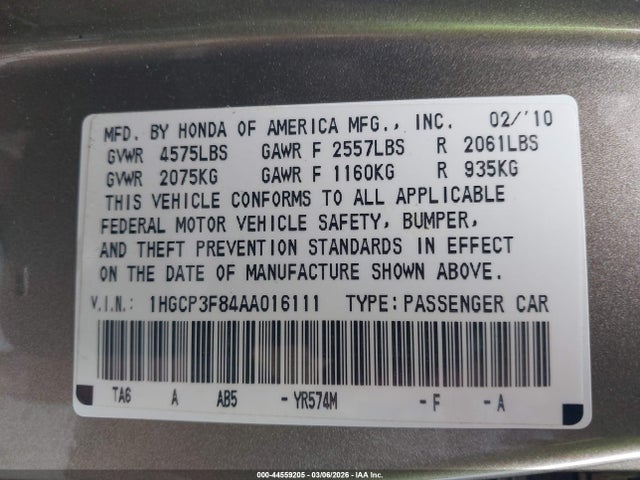 MFD. BY HONDA OF AMERICA MFG., INC. 02/'10
GVWR 4575LBS GAWR F 2557LBS R 2061LBS
GVWR 2075KG GAWR F 1160KG R 935KG
THIS VEHICLE CONFORMS TO ALL APPLICABLE
FEDERAL MOTOR VEHICLE SAFETY, BUMPER,
AND THEFT PREVENTION STANDARDS IN EFFECT
ON THE DATE OF MANUFACTURE SHOWN ABOVE.
V.I.N.: 1HGCP3F84AA016111 TYPE: PASSENGER CAR
TA6 A AB5 - YR574M - F - A
000-44559205 - 03/06/2026 - IAA Inc.